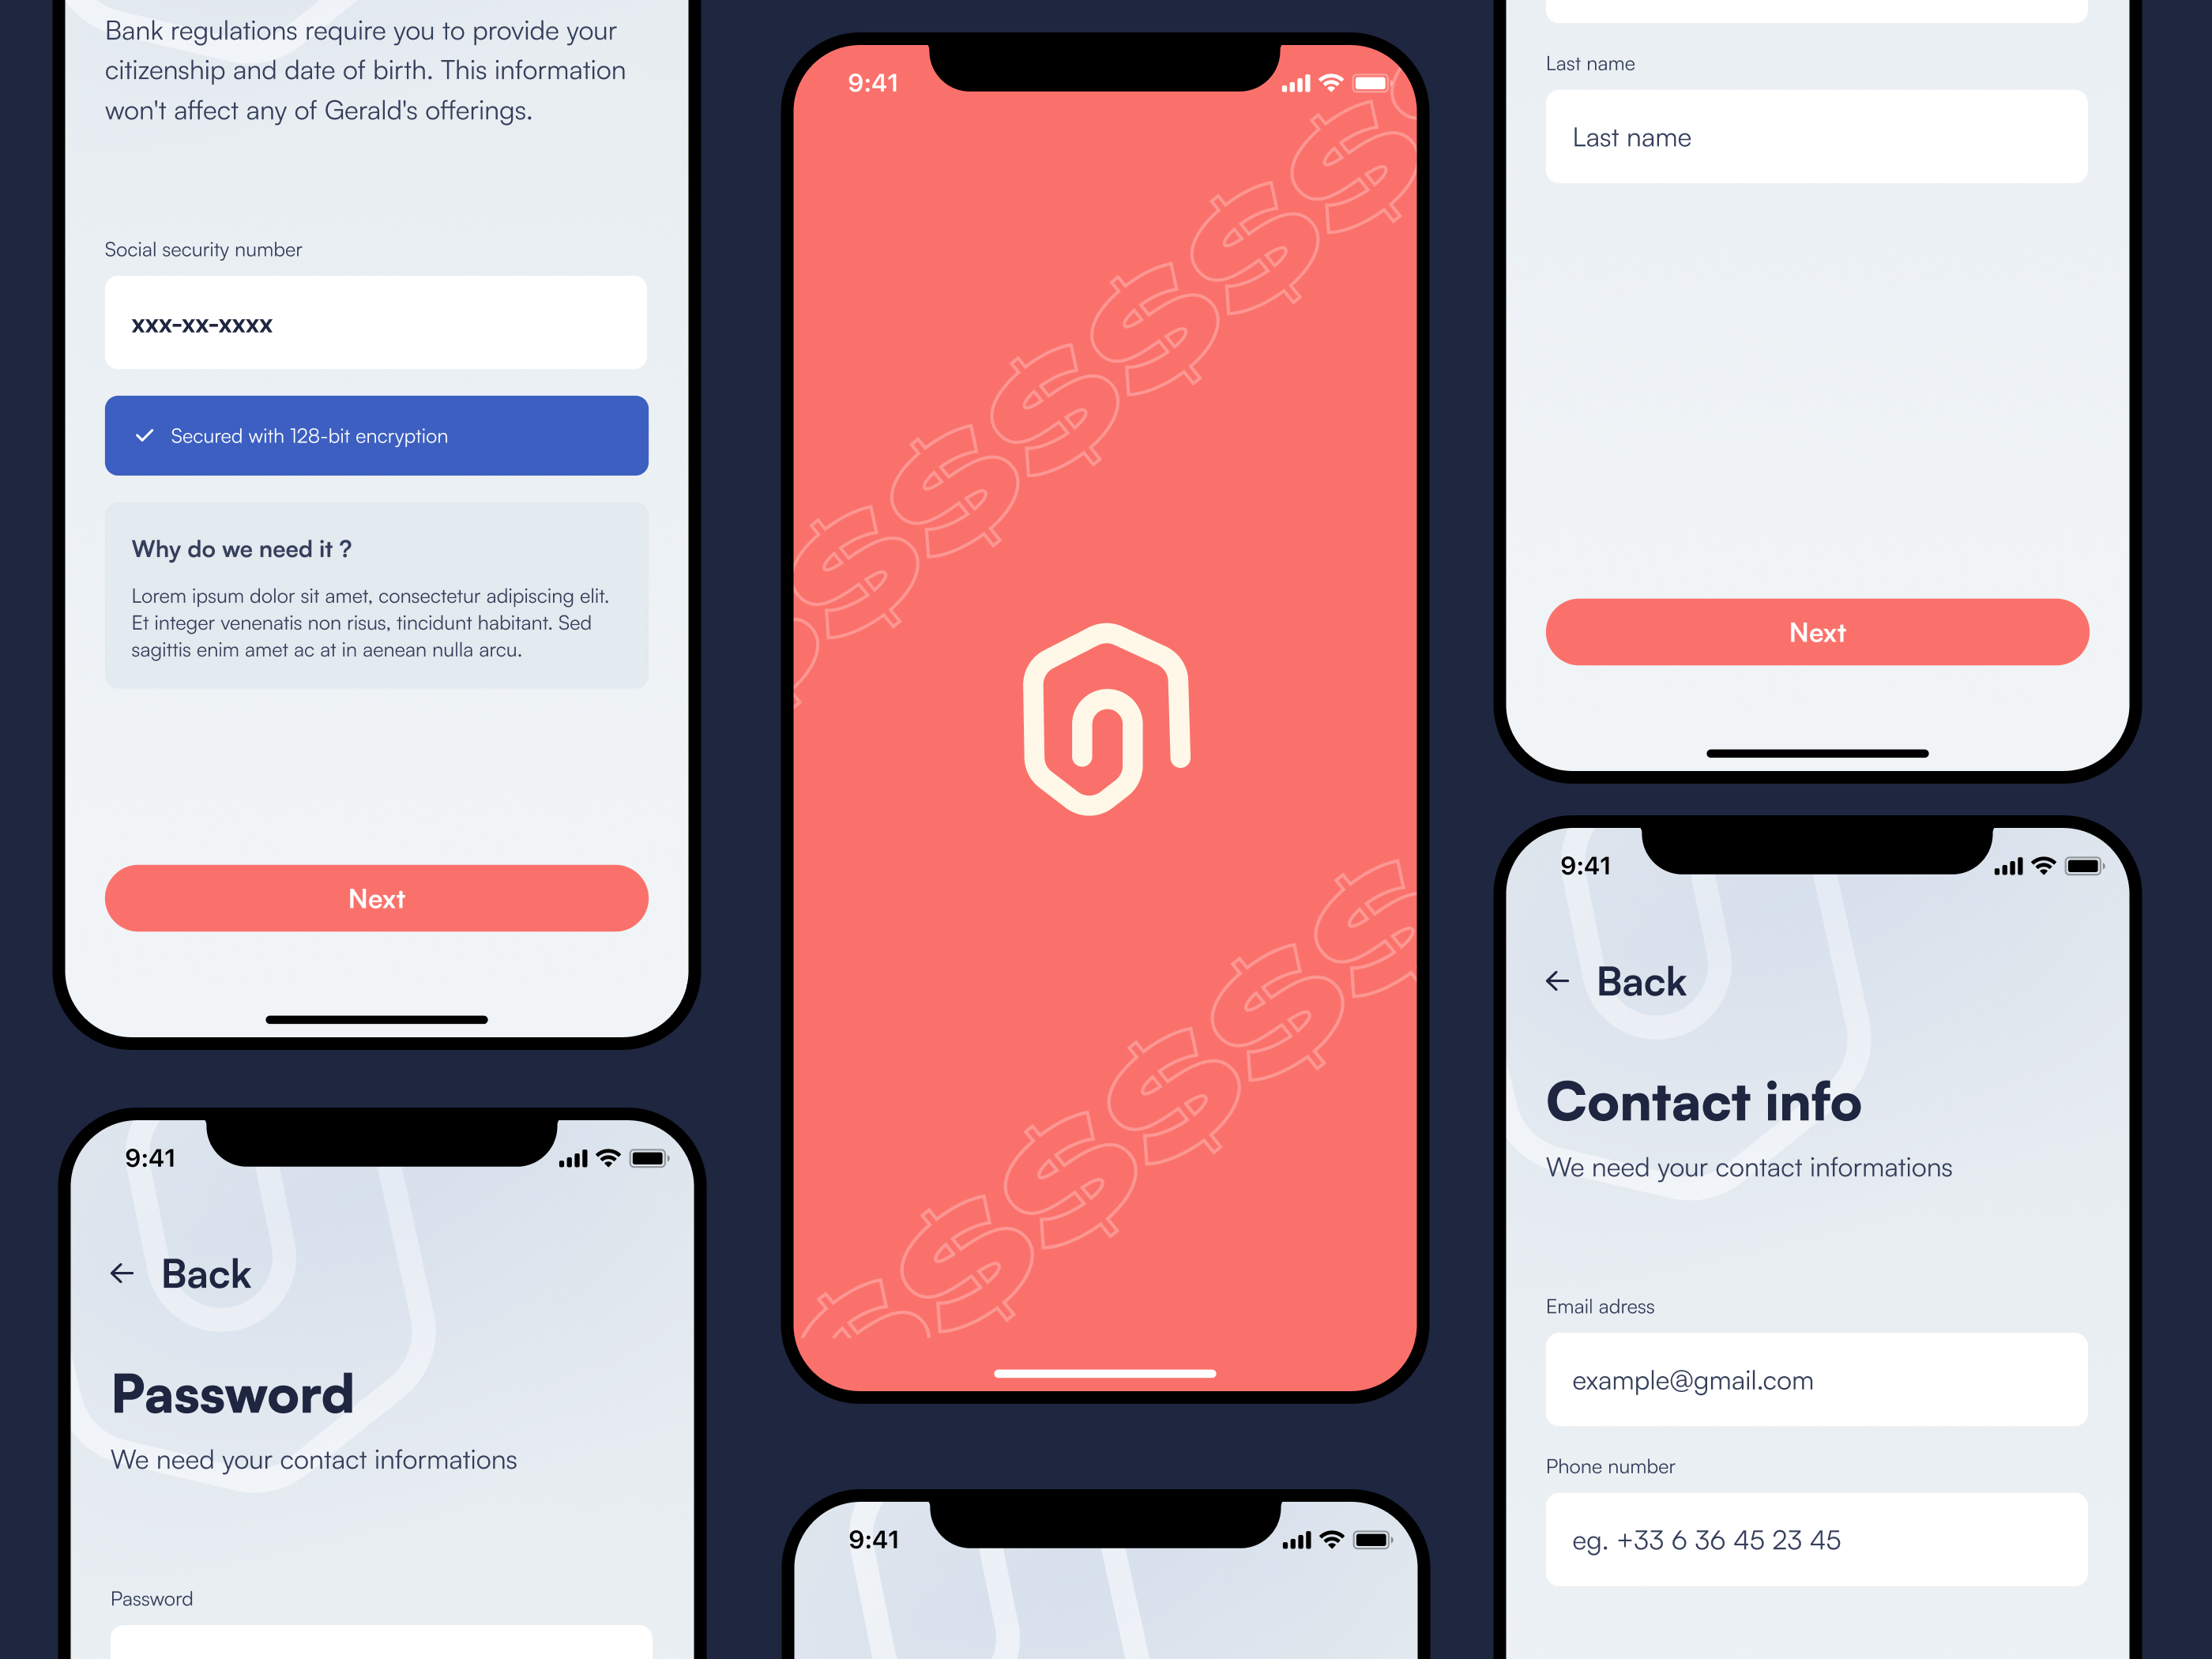 Bank regulations require you to provide your
citizenship and date of birth. This information
won't affect any of Gerald's offerings.
Social security number
xxx-xx-xxxx
Secured with 128-bit encryption
Why do we need it ?
Lorem ipsum dolor sit amet, consectetur adipiscing elit.
Et integer venenatis non risus, tincidunt habitant. Sed
sagittis enim amet ac at in aenean nulla arcu.
Next
9:41
Back
Password
We need your contact informations
Password
9:41
$ $ $ $ $ $ $ $
$ $ $ $ $ $
9:41
Last name
Last name
Next
9:41
Back
Contact info
We need your contact informations
Email adress
example@gmail.com
Phone number
eg. +33 6 36 45 23 45